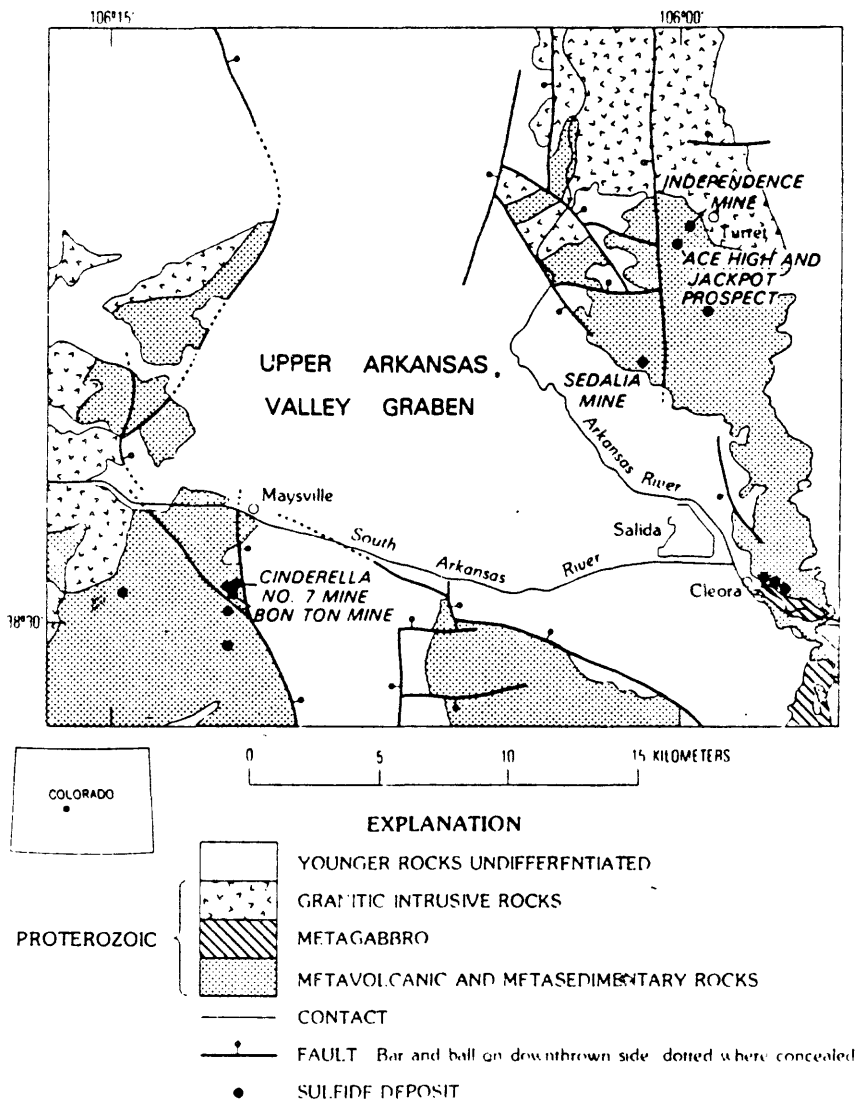 106°15'
106°00'
INDEPENDENCE
MINE
Turret
ACE HIGH AND
JACKPOT
PROSPECT
UPPER ARKANSAS
VALLEY GRABEN
SEDALIA
MINE
Arkansas River
Maysville
South Arkansas River
Salida
Cleora
CINDERELLA
NO. 7 MINE
BON TON MINE
38°30'
0 5 10 15 KILOMETERS
COLORADO
EXPLANATION
YOUNGER ROCKS UNDIFFERENTIATED
PROTEROZOIC
GRANITIC INTRUSIVE ROCKS
METAGABBRO
METAVOLCANIC AND METASEDIMENTARY ROCKS
CONTACT
FAULT Bar and ball on downthrown side dotted where concealed
SULFIDE DEPOSIT